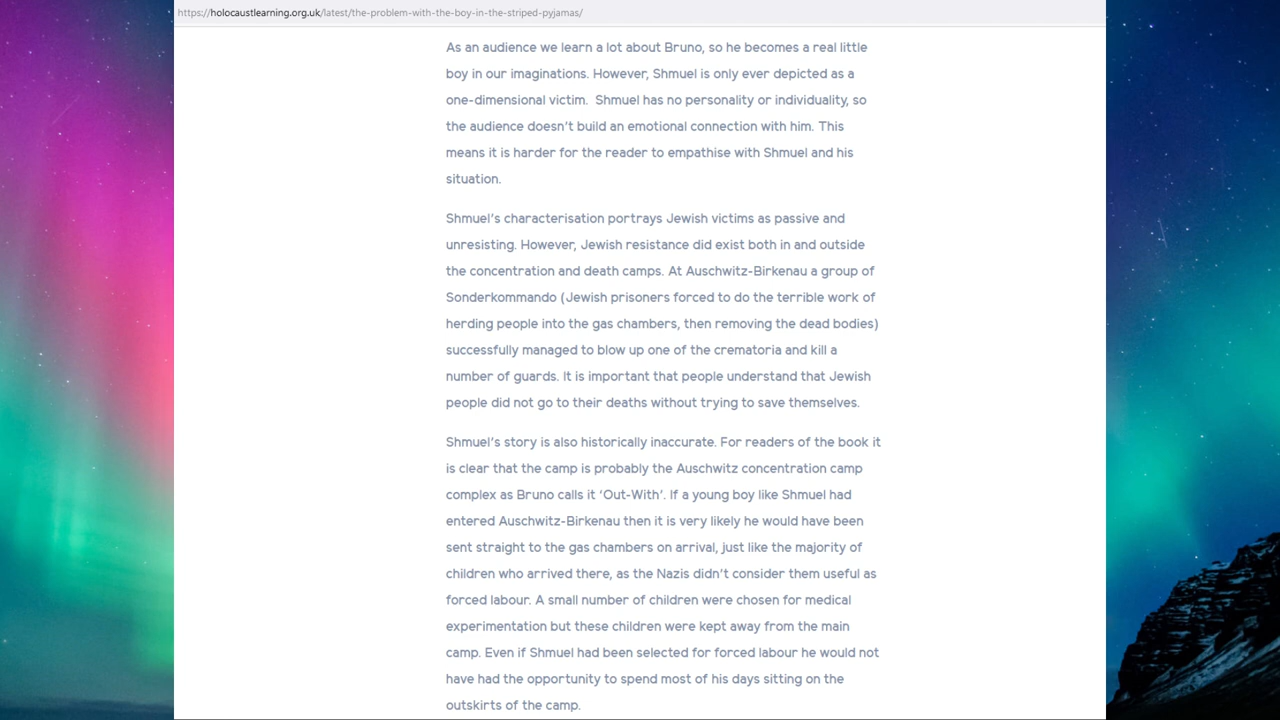 https://holocaustlearning.org.uk/latest/the-problem-with-the-boy-in-the-striped-pyjamas/
As an audience we learn a lot about Bruno, so he becomes a real little
boy in our imaginations. However, Shmuel is only ever depicted as a
one-dimensional victim.  Shmuel has no personality or individuality, so
the audience doesn't build an emotional connection with him. This
means it is harder for the reader to empathise with Shmuel and his
situation.
Shmuel's characterisation portrays Jewish victims as passive and
unresisting. However, Jewish resistance did exist both in and outside
the concentration and death camps. At Auschwitz-Birkenau a group of
Sonderkommando (Jewish prisoners forced to do the terrible work of
herding people into the gas chambers, then removing the dead bodies)
successfully managed to blow up one of the crematoria and kill a
number of guards. It is important that people understand that Jewish
people did not go to their deaths without trying to save themselves.
Shmuel's story is also historically inaccurate. For readers of the book it
is clear that the camp is probably the Auschwitz concentration camp
complex as Bruno calls it 'Out-With'. If a young boy like Shmuel had
entered Auschwitz-Birkenau then it is very likely he would have been
sent straight to the gas chambers on arrival, just like the majority of
children who arrived there, as the Nazis didn't consider them useful as
forced labour. A small number of children were chosen for medical
experimentation but these children were kept away from the main
camp. Even if Shmuel had been selected for forced labour he would not
have had the opportunity to spend most of his days sitting on the
outskirts of the camp.